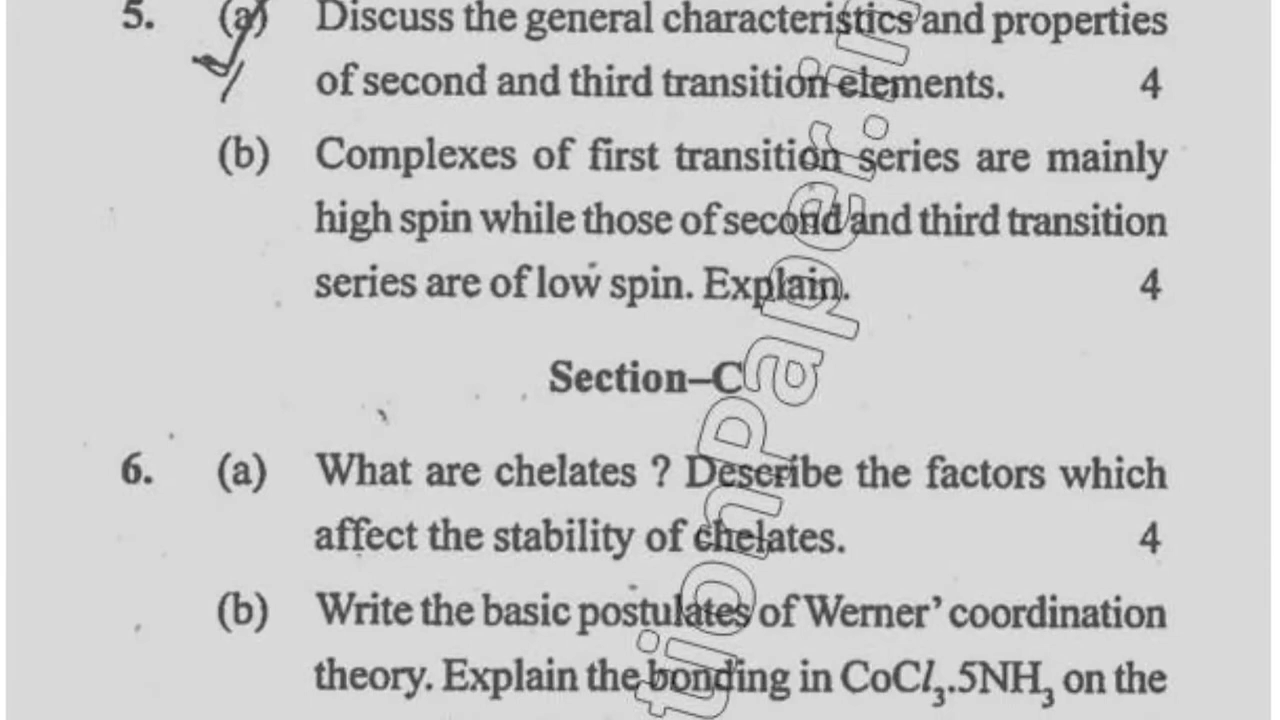 5. (a) Discuss the general characteristics and properties
of second and third transition elements. 4
(b) Complexes of first transition series are mainly
high spin while those of second and third transition
series are of low spin. Explain. 4
Section–C
6. (a) What are chelates ? Describe the factors which
affect the stability of chelates. 4
(b) Write the basic postulates of Werner’ coordination
theory. Explain the bonding in CoCl₃.5NH₃ on the
tionPaper.in